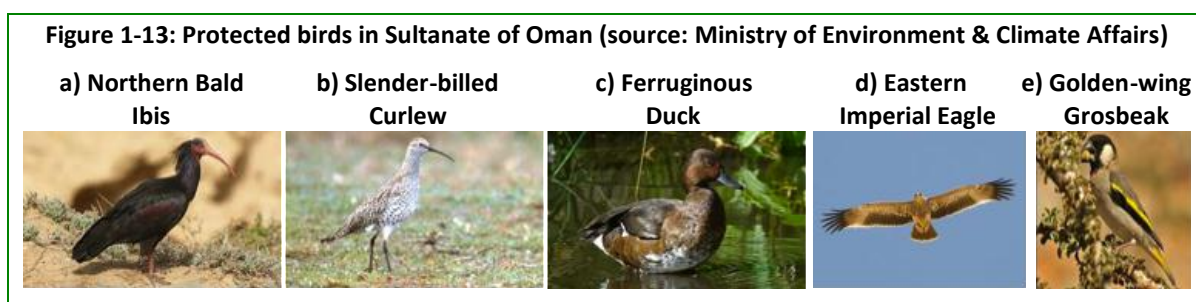 Figure 1-13: Protected birds in Sultanate of Oman (source: Ministry of Environment & Climate Affairs)
a) Northern Bald
Ibis
b) Slender-billed
Curlew
c) Ferruginous
Duck
d) Eastern
Imperial Eagle
e) Golden-wing
Grosbeak